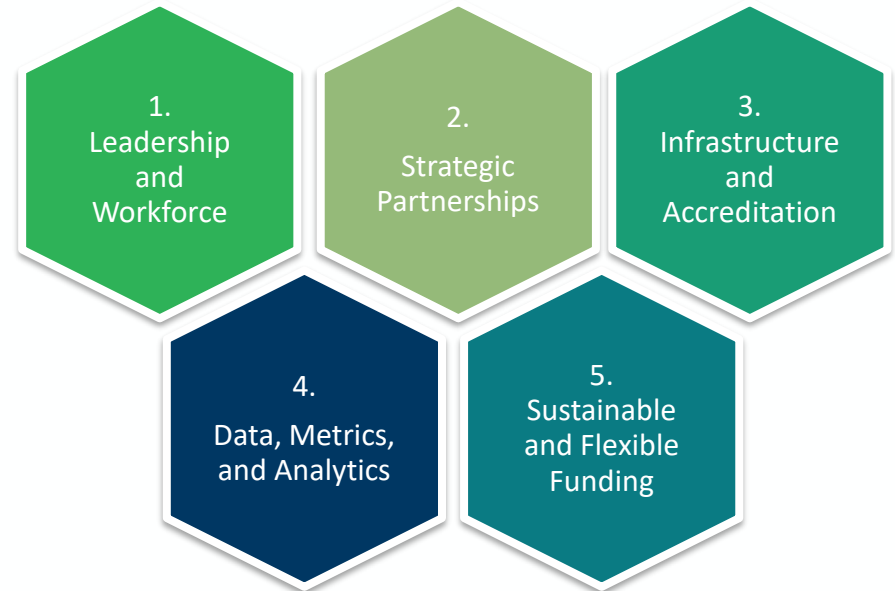 1.
Leadership
and
Workforce
2.
Strategic
Partnerships
3.
Infrastructure
and
Accreditation
4.
Data, Metrics,
and Analytics
5.
Sustainable
and Flexible
Funding